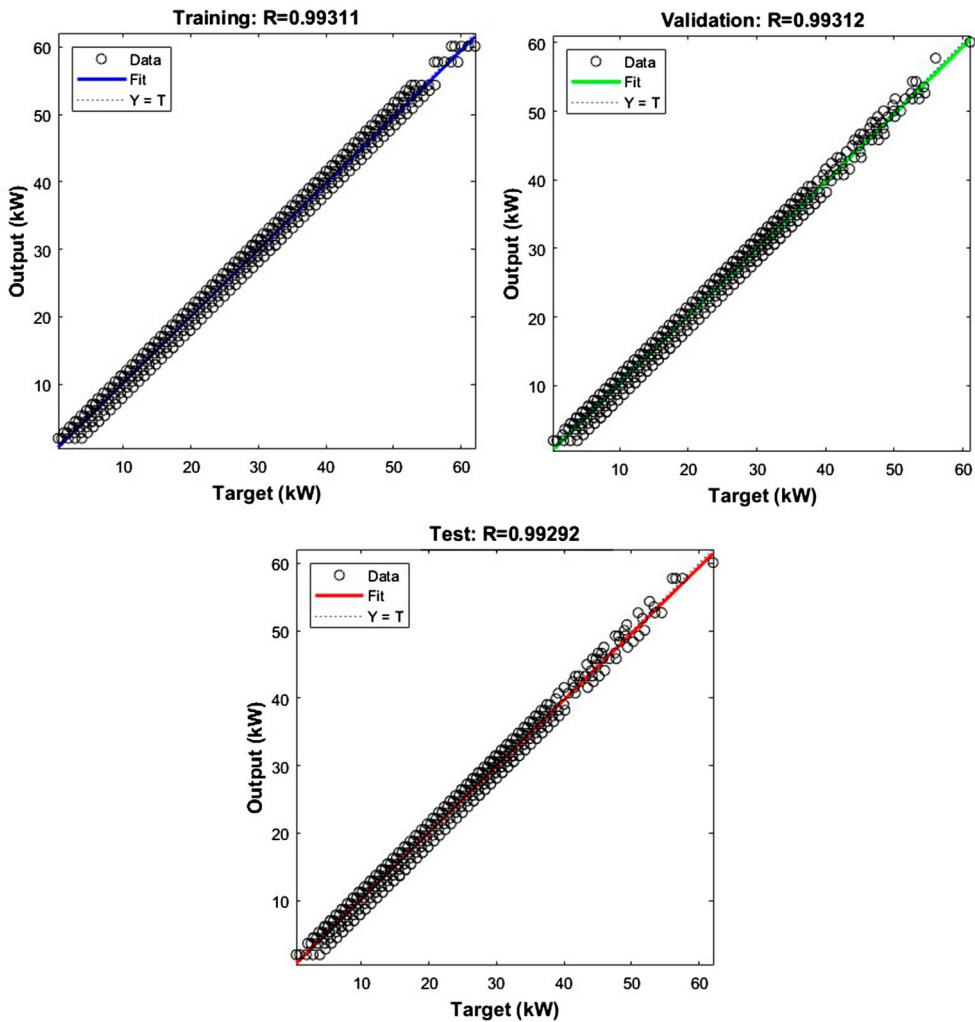 Training: R=0.99311
60
50
40
30
20
10
Output (kW)
Data
Fit
Y = T
10 20 30 40 50 60
Target (kW)
Validation: R=0.99312
60
50
40
30
20
10
Output (kW)
Data
Fit
Y = T
10 20 30 40 50 60
Target (kW)
Test: R=0.99292
60
50
40
30
20
10
Output (kW)
Data
Fit
Y = T
10 20 30 40 50 60
Target (kW)